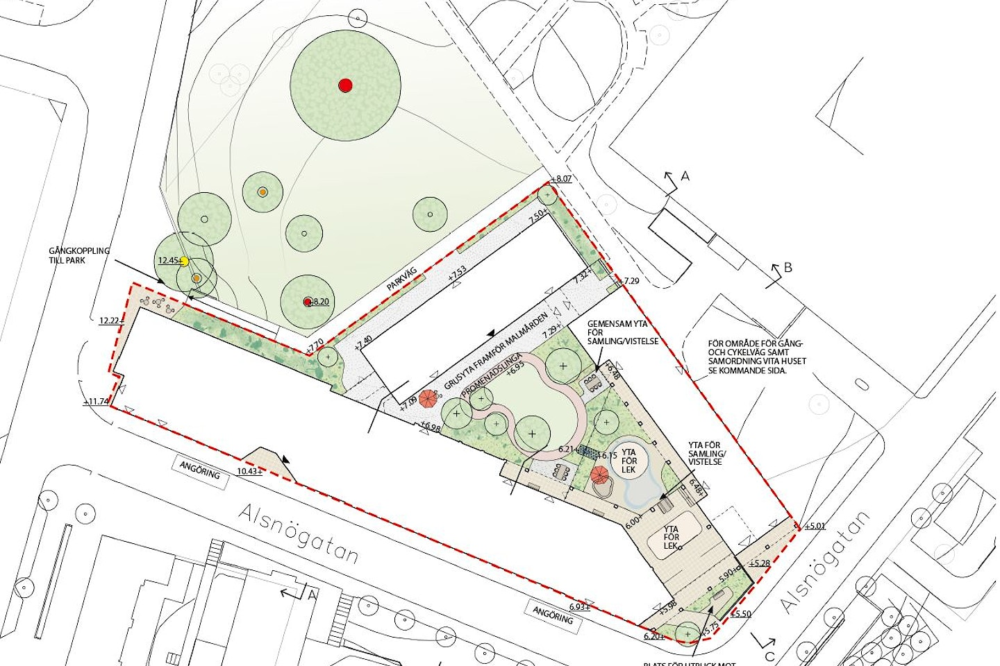 +8.07
A
7.50+
GÅNGKOPPLING
TILL PARK
12.45+
PARKVÄG
+7.53
7.32+
+7.29
B
+8.20
12.22+
+7.70
+7.40
GRUSYTA FRAMFÖR MALMGÅRDEN
7.29+
GEMENSAM YTA
FÖR
SAMLING/VISTELSE
FÖR OMRÅDE FÖR GÅNG-
OCH CYKELVÄG SAMT
SAMORDNING VITA HUSET
SE KOMMANDE SIDA.
PROMENADSLINGA
+6.95
+6.48
+11.74
+7.09
+6.98
6.21+
+6.15
YTA
FÖR
LEK
YTA FÖR
SAMLING/
VISTELSE
ANGÖRING
10.43+
6.48+
Alsnögatan
6.00+
YTA
FÖR
LEK
+5.01
+5.28
5.90+
Alsnögatan
A
ANGÖRING
6.93+
+5.98
+5.50
6.20+
+5.75
C
PLATS FÖR UTBLICK MOT